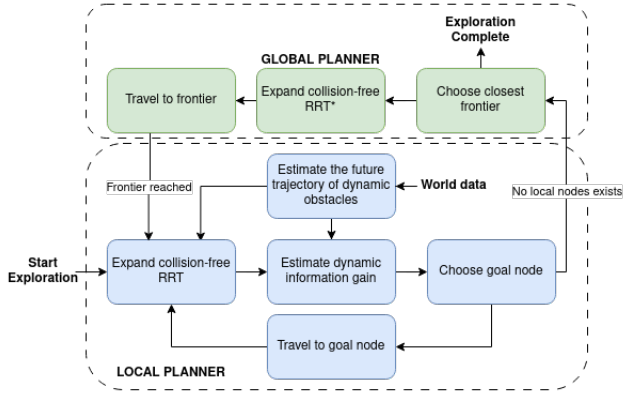 Exploration
Complete
GLOBAL PLANNER
Travel to frontier
Expand collision-free
RRT*
Choose closest
frontier
Frontier reached
Estimate the future
trajectory of dynamic
obstacles
World data
No local nodes exists
Start
Exploration
Expand collision-free
RRT
Estimate dynamic
information gain
Choose goal node
Travel to goal node
LOCAL PLANNER